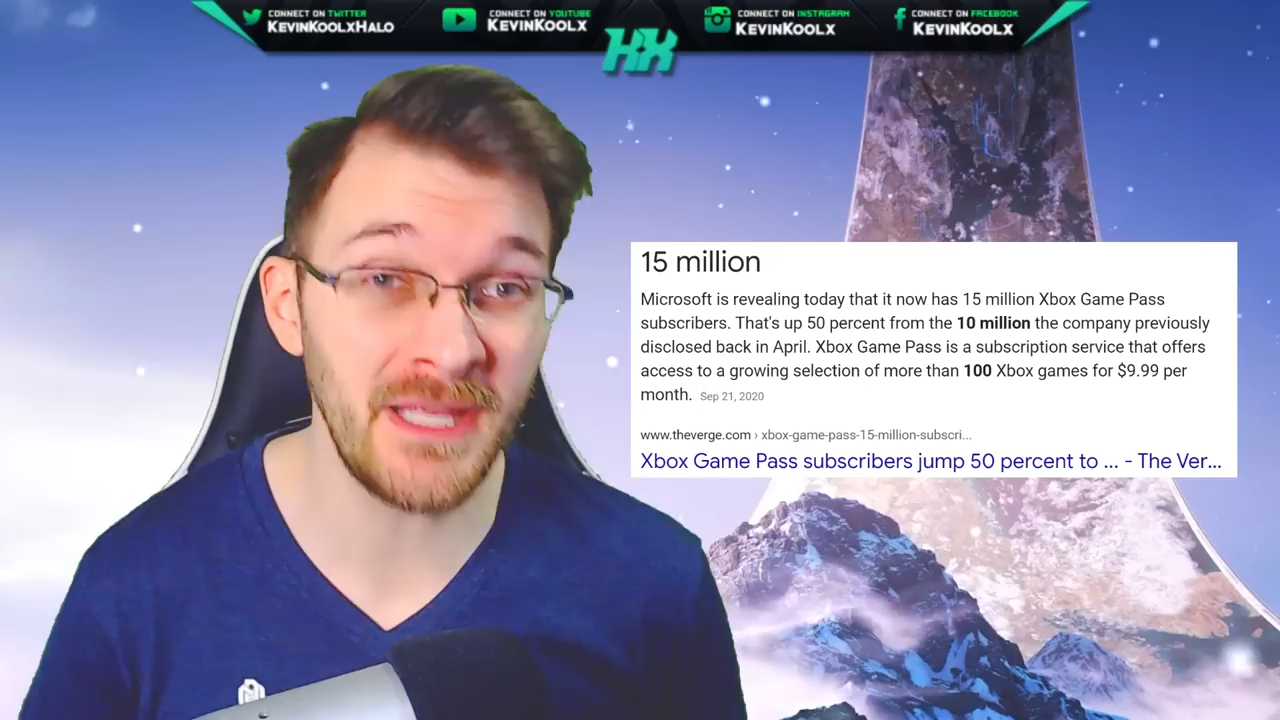 CONNECT ON TWITTER
KEVINKOOLXHALO
CONNECT ON YOUTUBE
KEVINKOOLX
KX
CONNECT ON INSTAGRAM
KEVINKOOLX
CONNECT ON FACEBOOK
KEVINKOOLX
15 million
Microsoft is revealing today that it now has 15 million Xbox Game Pass
subscribers. That's up 50 percent from the 10 million the company previously
disclosed back in April. Xbox Game Pass is a subscription service that offers
access to a growing selection of more than 100 Xbox games for $9.99 per
month. Sep 21, 2020
www.theverge.com › xbox-game-pass-15-million-subscri...
Xbox Game Pass subscribers jump 50 percent to ... - The Ver...